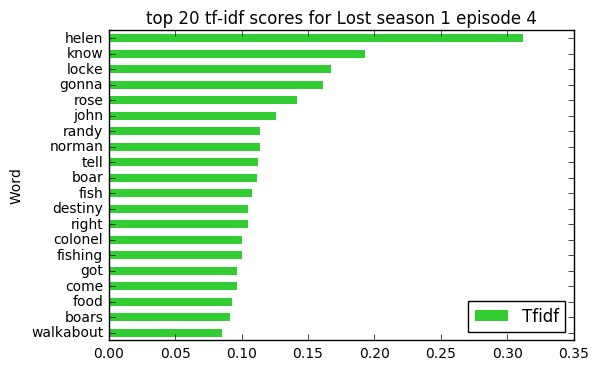 top 20 tf-idf scores for Lost season 1 episode 4
Word
helen
know
locke
gonna
rose
john
randy
norman
tell
boar
fish
destiny
right
colonel
fishing
got
come
food
boars
walkabout
Tfidf
0.00 0.05 0.10 0.15 0.20 0.25 0.30 0.35